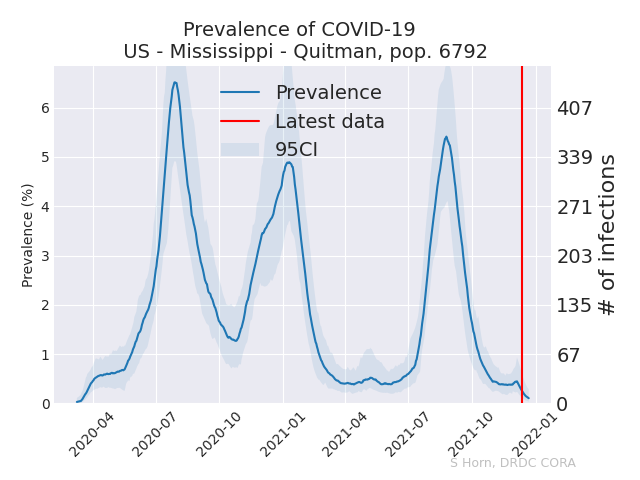 Prevalence of COVID-19
US - Mississippi - Quitman, pop. 6792
Prevalence
Latest data
95CI
Prevalence (%)
6
5
4
3
2
1
0
407
339
271
203
135
67
0
# of infections
2020-04
2020-07
2020-10
2021-01
2021-04
2021-07
2021-10
2022-01
S Horn, DRDC CORA